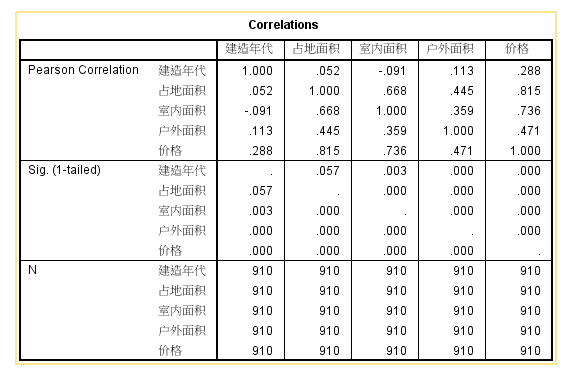 Correlations
建造年代 占地面积 室内面积 户外面积 价格
Pearson Correlation 建造年代 1.000 .052 -.091 .113 .288
占地面积 .052 1.000 .668 .445 .815
室内面积 -.091 .668 1.000 .359 .736
户外面积 .113 .445 .359 1.000 .471
价格 .288 .815 .736 .471 1.000
Sig. (1-tailed) 建造年代 . .057 .003 .000 .000
占地面积 .057 . .000 .000 .000
室内面积 .003 .000 . .000 .000
户外面积 .000 .000 .000 . .000
价格 .000 .000 .000 .000 .
N 建造年代 910 910 910 910 910
占地面积 910 910 910 910 910
室内面积 910 910 910 910 910
户外面积 910 910 910 910 910
价格 910 910 910 910 910